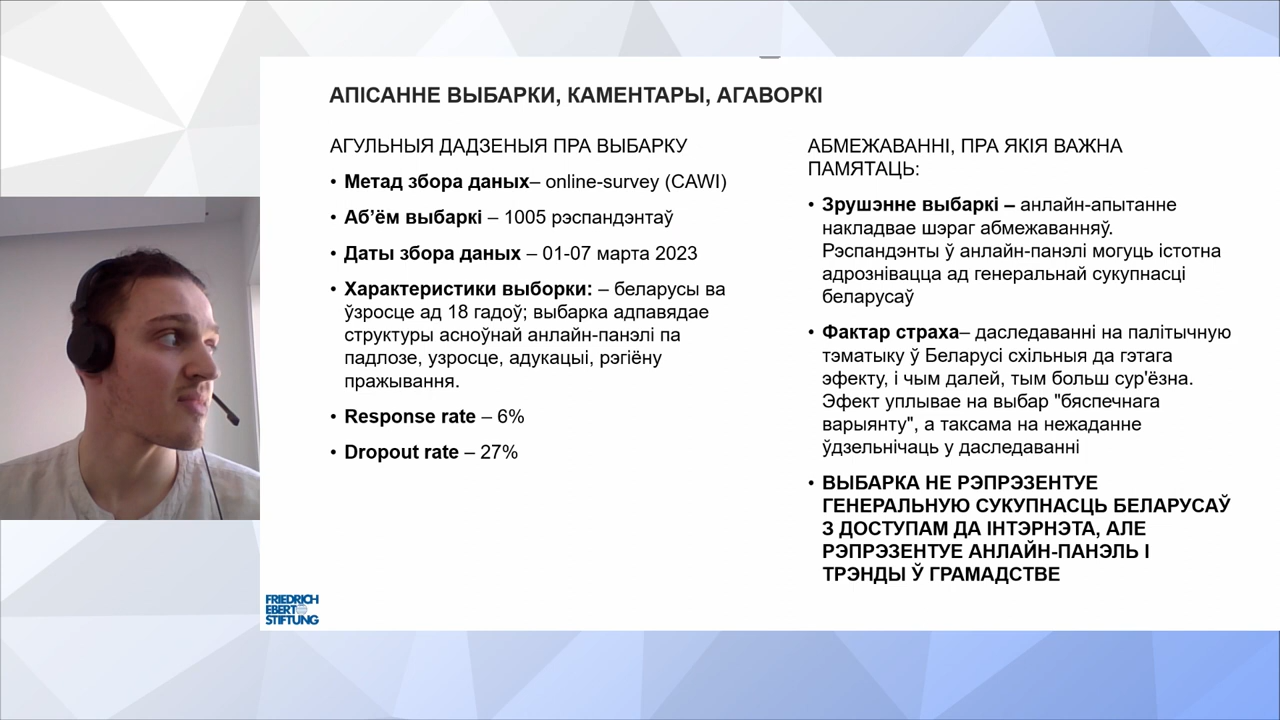 АПІСАННЕ ВЫБАРКИ, КАМЕНТАРЫ, АГАВОРКІ
АГУЛЬНЫЯ ДАДЗЕНЫЯ ПРА ВЫБАРКУ
• Метад збора даных– online-survey (CAWI)
• Аб’ём выбаркі – 1005 рэспандэнтаў
• Даты збора даных – 01-07 марта 2023
• Характеристики выборки: – беларусы ва
ўзросце ад 18 гадоў; выбарка адпавядае
структуры асноўнай анлайн-панэлі па
падлозе, узросце, адукацыі, рэгіёну
пражывання.
• Response rate – 6%
• Dropout rate – 27%
АБМЕЖАВАННІ, ПРА ЯКІЯ ВАЖНА
ПАМЯТАЦЬ:
• Зрушэнне выбаркі – анлайн-апытанне
накладвае шэраг абмежаванняў.
Рэспандэнты ў анлайн-панэлі могуць істотна
адрознівацца ад генеральнай сукупнасці
беларусаў
• Фактар страха– даследаванні на палітычную
тэматыку ў Беларусі схільныя да гэтага
эфекту, і чым далей, тым больш сур'ёзна.
Эфект уплывае на выбар "бяспечнага
варыянту", а таксама на нежаданне
ўдзельнічаць у даследаванні
• ВЫБАРКА НЕ РЭПРЭЗЕНТУЕ
ГЕНЕРАЛЬНУЮ СУКУПНАСЦЬ БЕЛАРУСАЎ
З ДОСТУПАМ ДА ІНТЭРНЭТА, АЛЕ
РЭПРЭЗЕНТУЕ АНЛАЙН-ПАНЭЛЬ І
ТРЭНДЫ Ў ГРАМАДСТВЕ
FRIEDRICH
EBERT
STIFTUNG